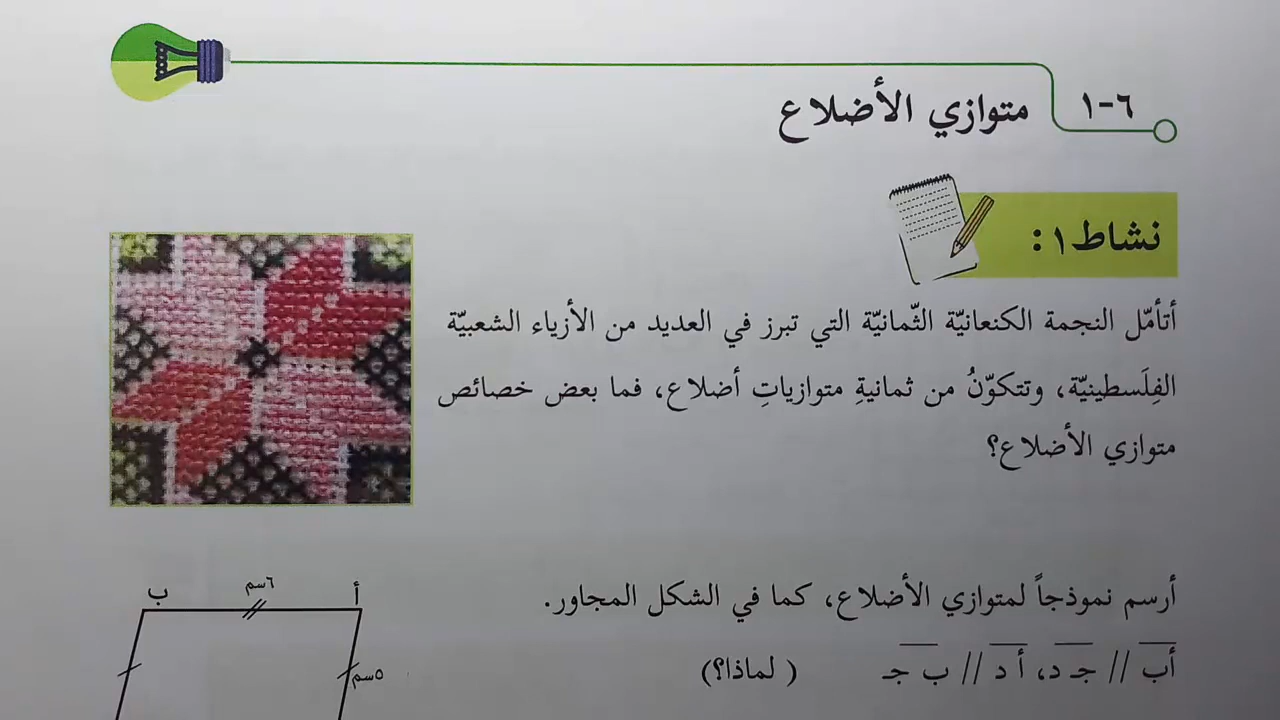 ٦-١ متوازي الأضلاع
نشاط١:
أتأمّل النجمة الكنعانيّة الثّمانيّة التي تبرز في العديد من الأزياء الشعبيّة
الفِلَسطينيّة، وتتكوّنُ من ثمانيةِ متوازياتِ أضلاع، فما بعض خصائص
متوازي الأضلاع؟
أرسم نموذجاً لمتوازي الأضلاع، كما في الشكل المجاور.
أب // جـ د، أ د // ب جـ ( لماذا؟)
أ ٦سم ب
٥سم